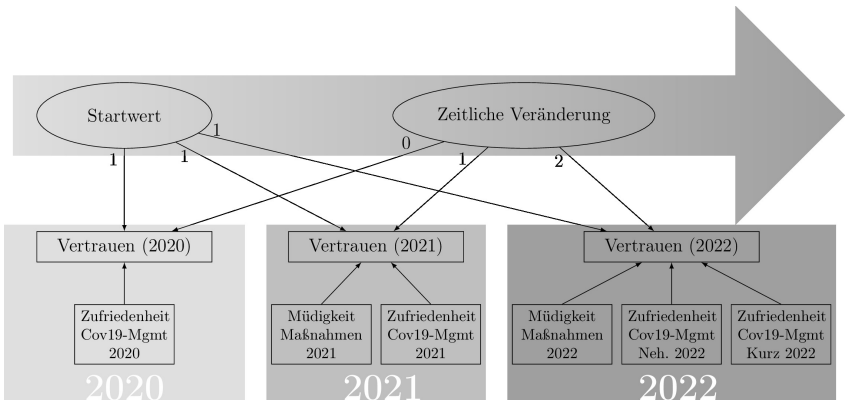 Startwert
Zeitliche Veränderung
1
1
1
0
1
2
Vertrauen (2020)
Vertrauen (2021)
Vertrauen (2022)
Zufriedenheit
Cov19-Mgmt
2020
Müdigkeit
Maßnahmen
2021
Zufriedenheit
Cov19-Mgmt
2021
Müdigkeit
Maßnahmen
2022
Zufriedenheit
Cov19-Mgmt
Neh. 2022
Zufriedenheit
Cov19-Mgmt
Kurz 2022
2020
2021
2022